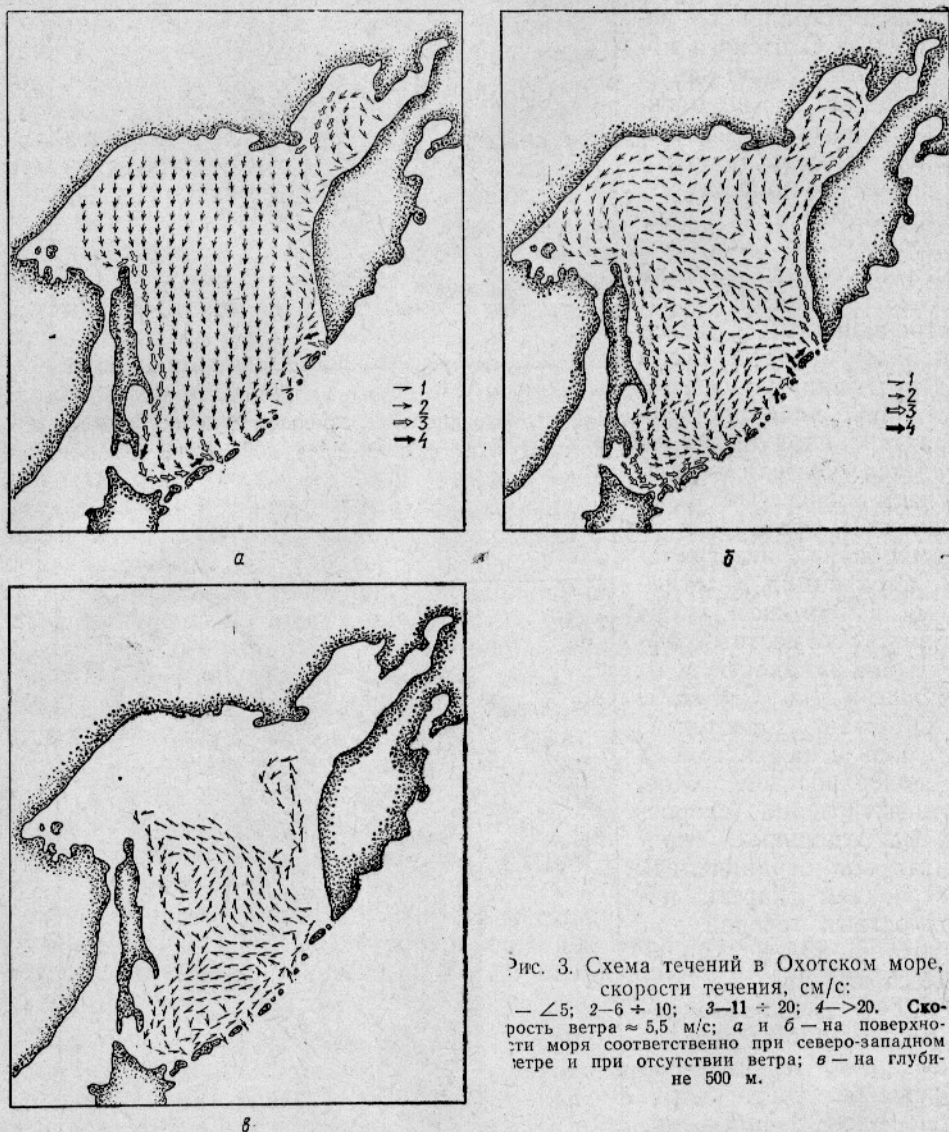 1
2
3
4
а
1
2
3
4
б
в
Рис. 3. Схема течений в Охотском море,
скорости течения, см/с:
— ∠5; 2—6 ÷ 10; 3—11 ÷ 20; 4—>20. Ско-
рость ветра ≈ 5,5 м/с; а и б — на поверхно-
сти моря соответственно при северо-западном
ветре и при отсутствии ветра; в — на глуби-
не 500 м.